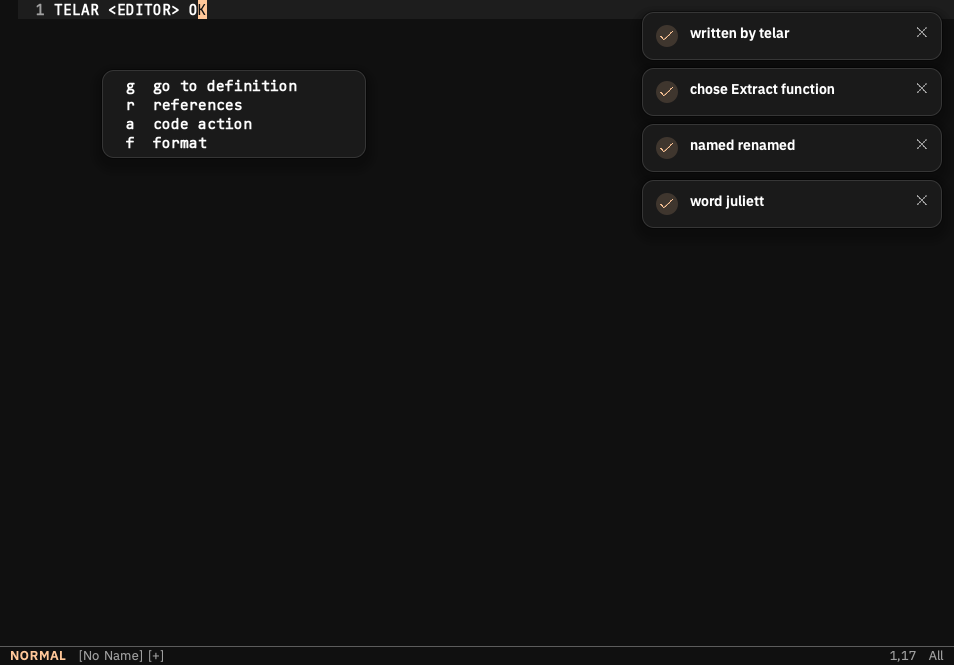 1 TELAR <EDITOR> OK
written by telar
chose Extract function
named renamed
word juliett
g go to definition
r references
a code action
f format
NORMAL [No Name] [+] 1,17 All